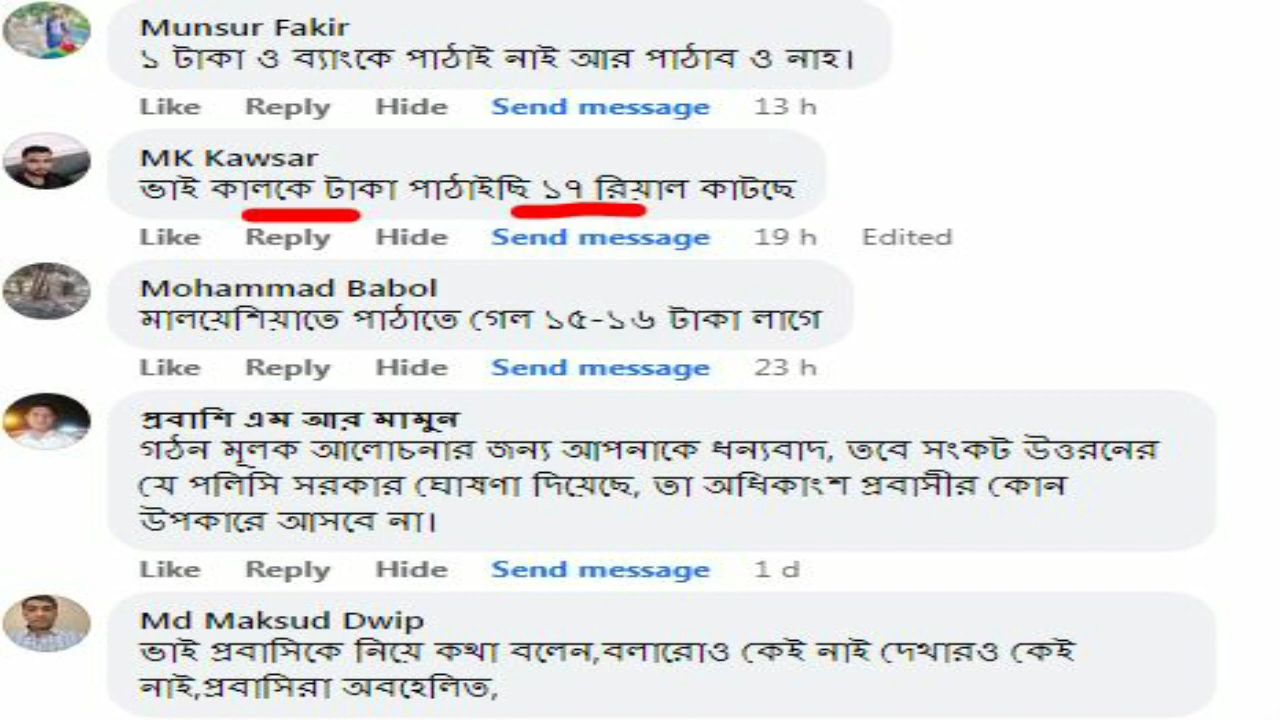 Munsur Fakir
১ টাকা ও ব্যাংকে পাঠাই নাই আর পাঠাব ও নাহ।
Like Reply Hide Send message 13 h
MK Kawsar
ভাই কালকে টাকা পাঠাইছি ১৭ রিয়াল কাটছে
Like Reply Hide Send message 19 h Edited
Mohammad Babol
মালয়েশিয়াতে পাঠাতে গেল ১৫-১৬ টাকা লাগে
Like Reply Hide Send message 23 h
প্রবাশি এম আর মামুন
গঠন মূলক আলোচনার জন্য আপনাকে ধন্যবাদ, তবে সংকট উত্তরনের
যে পলিসি সরকার ঘোষণা দিয়েছে, তা অধিকাংশ প্রবাসীর কোন
উপকারে আসবে না।
Like Reply Hide Send message 1 d
Md Maksud Dwip
ভাই প্রবাসিকে নিয়ে কথা বলেন,বলারোও কেই নাই দেথারও কেই
নাই,প্রবাসিরা অবহেলিত,